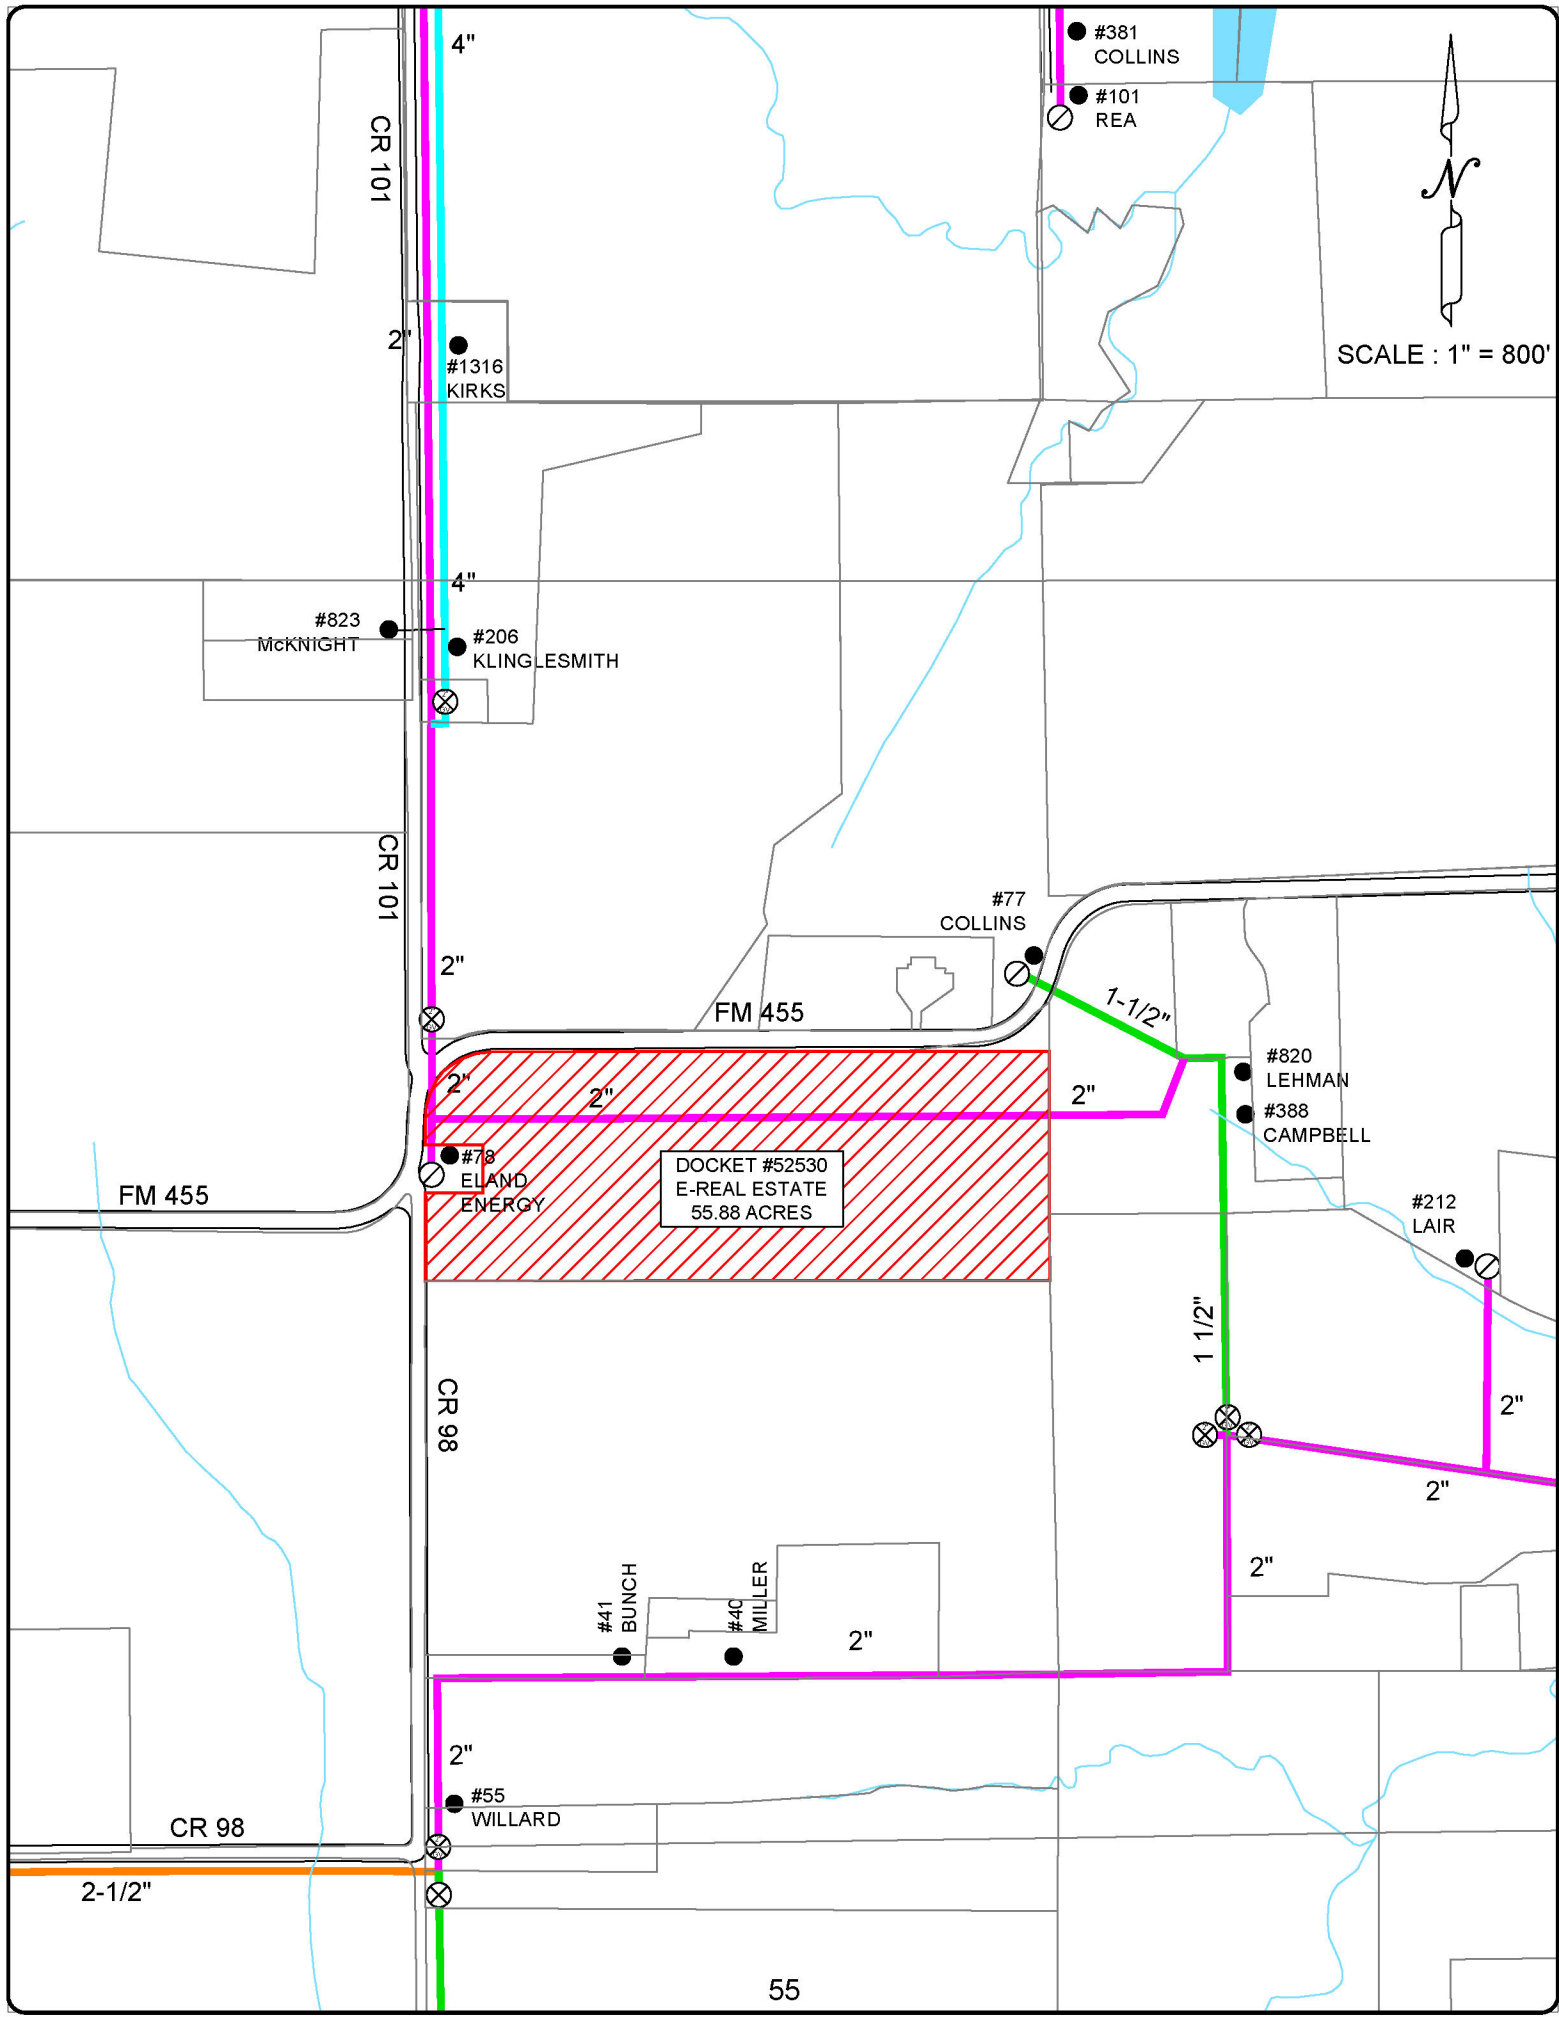 4"
#381
COLLINS
#101
REA
CR 101
N
SCALE : 1" = 800'
2"
#1316
KIRKS
4"
#823
McKNIGHT
#206
KLINGLESMITH
CR 101
2"
#77
COLLINS
FM 455
1-1/2"
2"
2"
2"
#820
LEHMAN
#388
CAMPBELL
#78
ELAND
ENERGY
DOCKET #52530
E-REAL ESTATE
55.88 ACRES
FM 455
#212
LAIR
1 1/2"
CR 98
2"
2"
2"
#41
BUNCH
#40
MILLER
2"
2"
#55
WILLARD
CR 98
2-1/2"
55